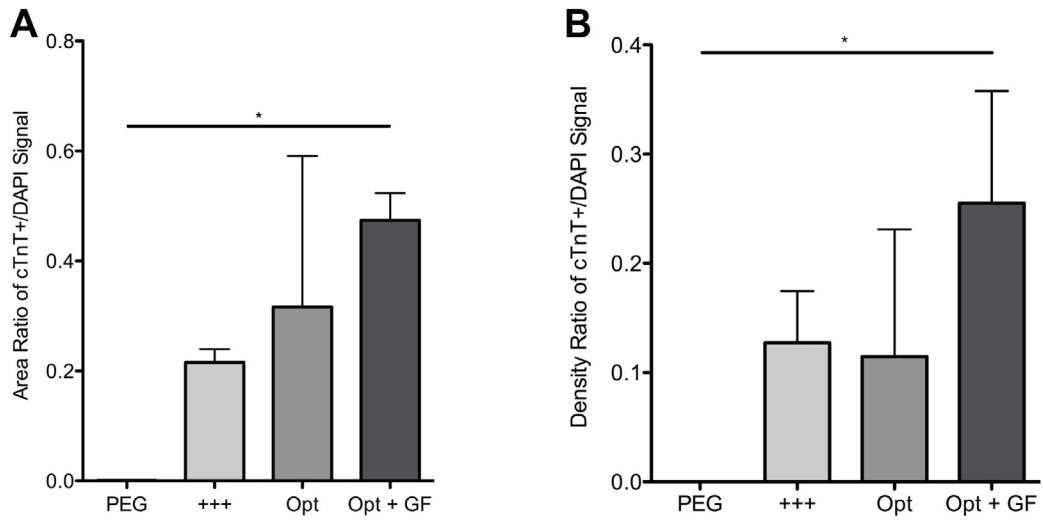 A
B
Area Ratio of cTnT+/DAPI Signal
0.8
0.6
0.4
0.2
0.0
*
PEG
+++
Opt
Opt + GF
Density Ratio of cTnT+/DAPI Signal
0.4
0.3
0.2
0.1
0.0
*
PEG
+++
Opt
Opt + GF